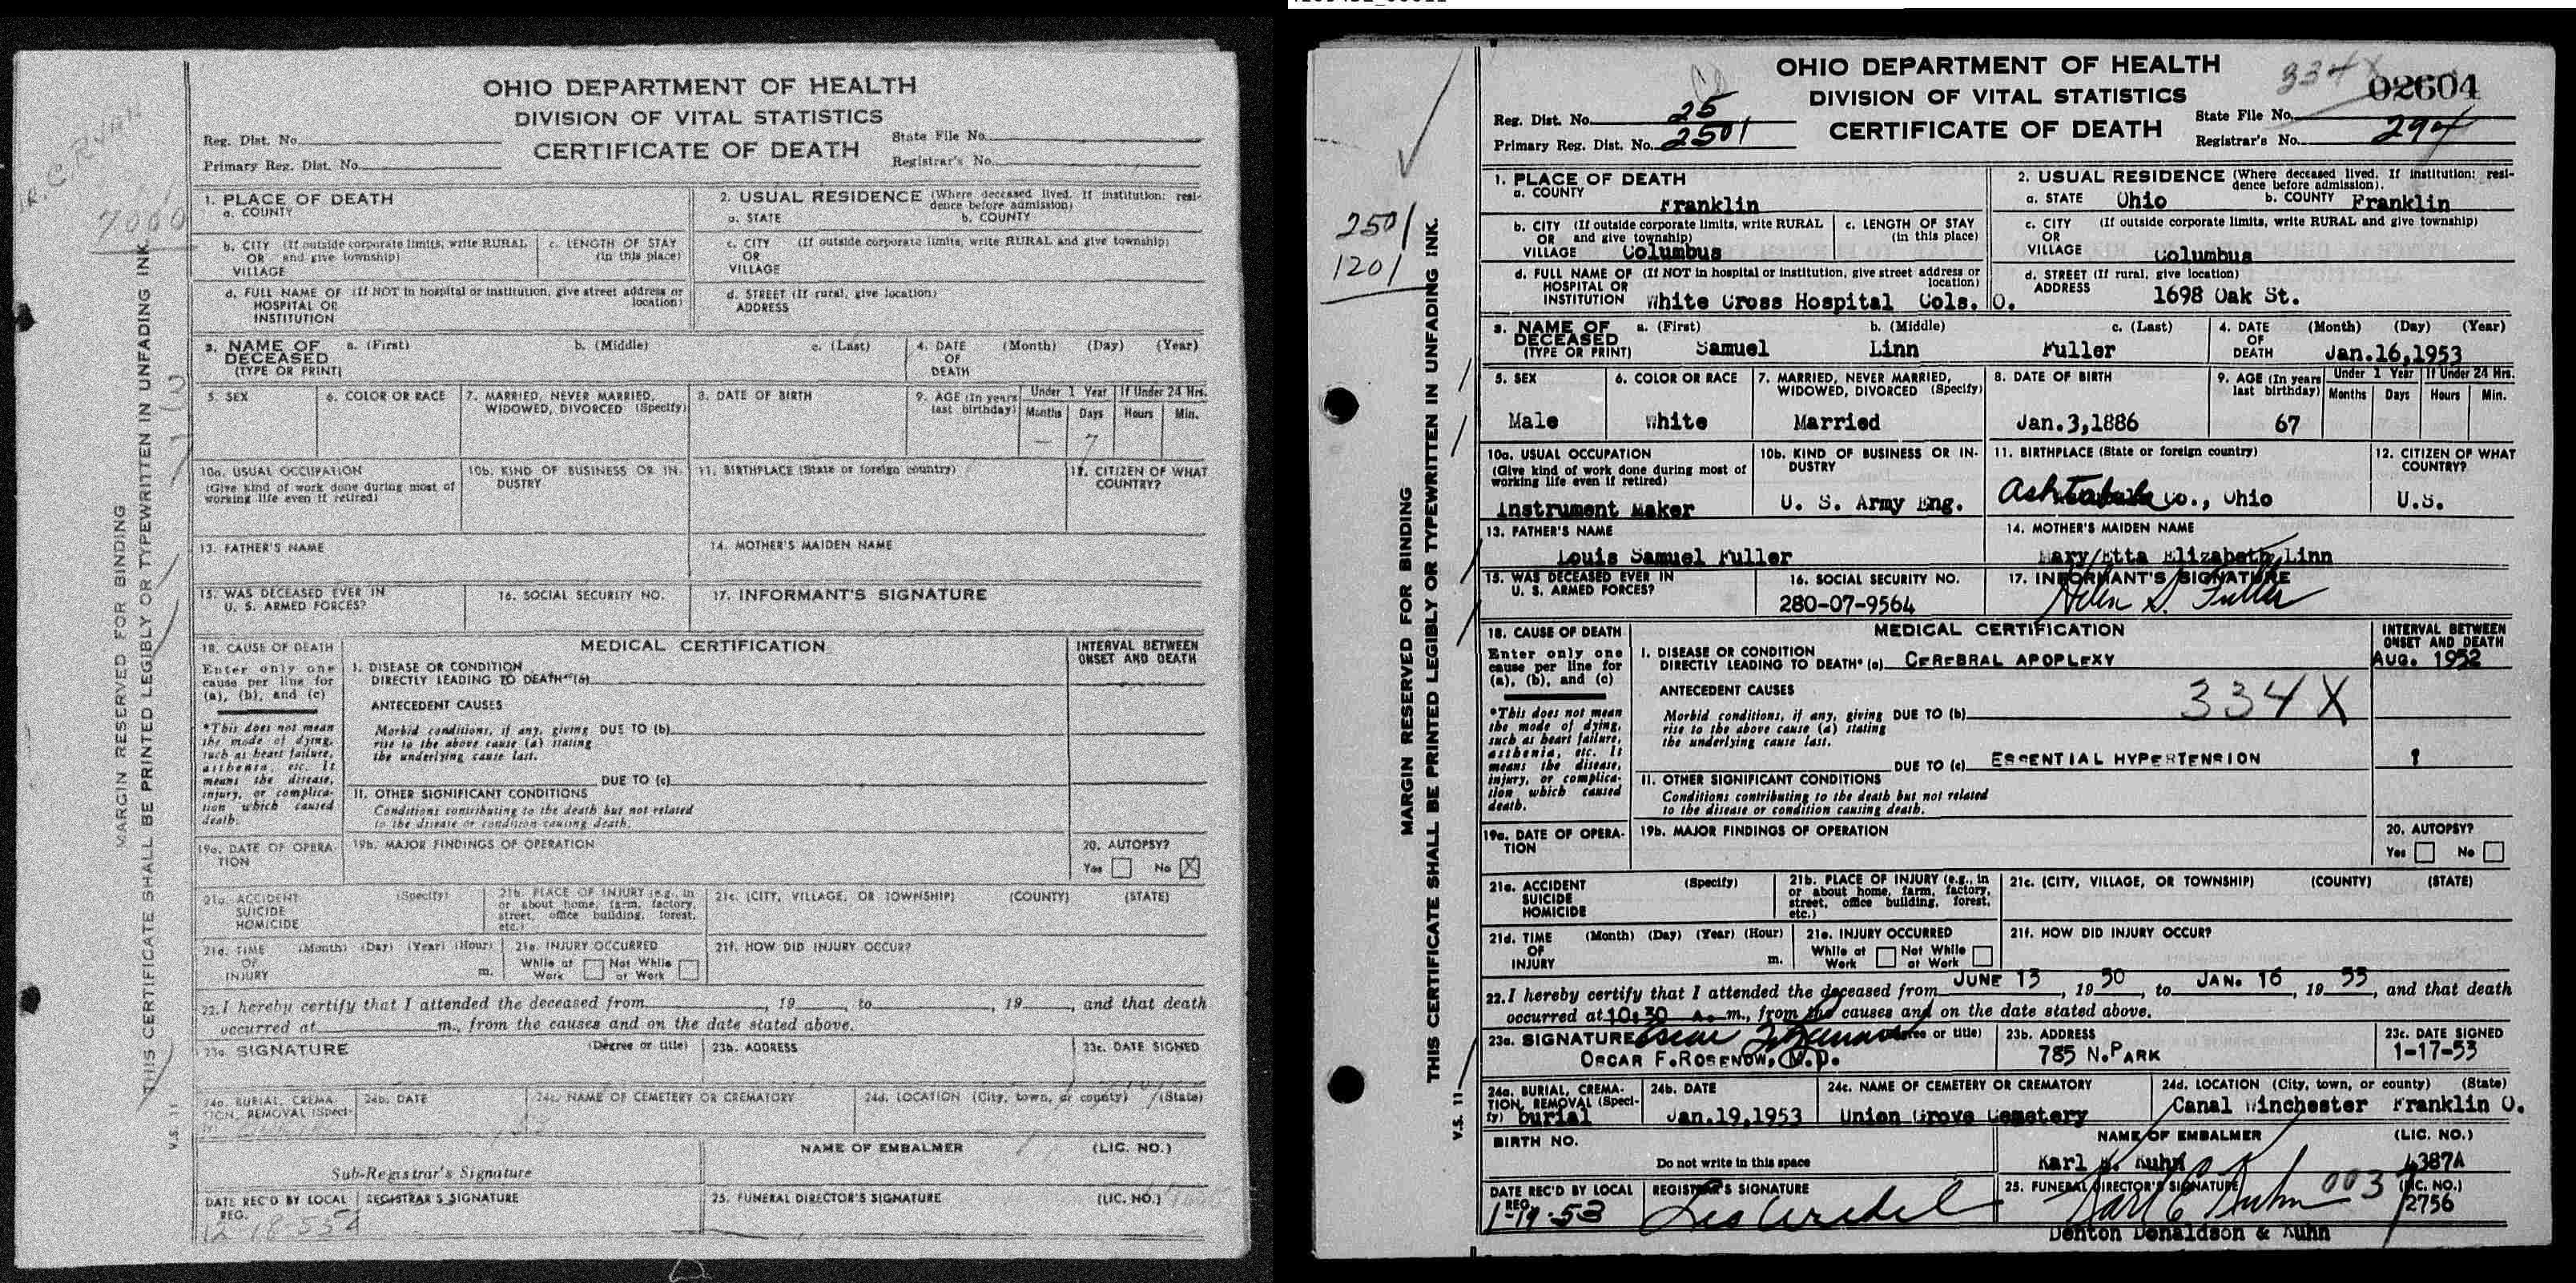 OHIO DEPARTMENT OF HEALTH
DIVISION OF VITAL STATISTICS
CERTIFICATE OF DEATH
Reg. Dist. No.
Primary Reg. Dist. No.
State File No.
Registrar's No.
7000
MARGIN RESERVED FOR BINDING
THIS CERTIFICATE SHALL BE PRINTED LEGIBLY OR TYPEWRITTEN IN UNFADING INK.
V.S. 11
1. PLACE OF DEATH
a. COUNTY
b. CITY (If outside corporate limits, write RURAL
OR and give township)
VILLAGE
c. LENGTH OF STAY
(in this place)
d. FULL NAME OF (If NOT in hospital or institution, give street address or
HOSPITAL OR location)
INSTITUTION
2. USUAL RESIDENCE (Where deceased lived. If institution: resi-
dence before admission)
a. STATE b. COUNTY
c. CITY (If outside corporate limits, write RURAL and give township)
OR
VILLAGE
d. STREET (If rural, give location)
ADDRESS
3. NAME OF a. (First) b. (Middle) c. (Last)
DECEASED
(TYPE OR PRINT)
4. DATE (Month) (Day) (Year)
OF
DEATH
5. SEX
6. COLOR OR RACE
7. MARRIED, NEVER MARRIED,
WIDOWED, DIVORCED (Specify)
8. DATE OF BIRTH
9. AGE (In years
last birthday)
Under 1 Year If Under 24 Hrs.
Months Days Hours Min.
7
10a. USUAL OCCUPATION
(Give kind of work done during most of
working life even if retired)
10b. KIND OF BUSINESS OR IN-
DUSTRY
11. BIRTHPLACE (State or foreign country)
12. CITIZEN OF WHAT
COUNTRY?
13. FATHER'S NAME
14. MOTHER'S MAIDEN NAME
15. WAS DECEASED EVER IN
U. S. ARMED FORCES?
16. SOCIAL SECURITY NO.
17. INFORMANT'S SIGNATURE
18. CAUSE OF DEATH
Enter only one
cause per line for
(a), (b), and (c)
*This does not mean
the mode of dying,
such as heart failure,
asthenia, etc. It
means the disease,
injury, or complica-
tion which caused
death.
MEDICAL CERTIFICATION
I. DISEASE OR CONDITION
DIRECTLY LEADING TO DEATH* (a)
ANTECEDENT CAUSES
Morbid conditions, if any, giving DUE TO (b)
rise to the above cause (a) stating
the underlying cause last.
DUE TO (c)
II. OTHER SIGNIFICANT CONDITIONS
Conditions contributing to the death but not related
to the disease or condition causing death.
INTERVAL BETWEEN
ONSET AND DEATH
19a. DATE OF OPERA-
TION
19b. MAJOR FINDINGS OF OPERATION
20. AUTOPSY?
Yes No X
21a. ACCIDENT (Specify)
SUICIDE
HOMICIDE
21b. PLACE OF INJURY (e.g., in
or about home, farm, factory,
street, office building, forest,
etc.)
21c. (CITY, VILLAGE, OR TOWNSHIP) (COUNTY) (STATE)
21d. TIME (Month) (Day) (Year) (Hour)
OF
INJURY m.
21e. INJURY OCCURRED
While at Not While
Work at Work
21f. HOW DID INJURY OCCUR?
22. I hereby certify that I attended the deceased from , 19 , to , 19 , and that death
occurred at m., from the causes and on the date stated above.
23a. SIGNATURE (Degree or title)
23b. ADDRESS
23c. DATE SIGNED
24a. BURIAL, CREMA-
TION, REMOVAL (Speci-
fy)
24b. DATE
24c. NAME OF CEMETERY OR CREMATORY
24d. LOCATION (City, town, or county) (State)
Sub-Registrar's Signature
NAME OF EMBALMER (LIC. NO.)
DATE REC'D BY LOCAL
REG.
REGISTRAR'S SIGNATURE
25. FUNERAL DIRECTOR'S SIGNATURE (LIC. NO.)
OHIO DEPARTMENT OF HEALTH
DIVISION OF VITAL STATISTICS
CERTIFICATE OF DEATH
Reg. Dist. No. 25
Primary Reg. Dist. No. 2501
334X
02604
State File No.
Registrar's No. 294
2501
1201
MARGIN RESERVED FOR BINDING
THIS CERTIFICATE SHALL BE PRINTED LEGIBLY OR TYPEWRITTEN IN UNFADING INK.
V.S. 11
1. PLACE OF DEATH
a. COUNTY Franklin
b. CITY (If outside corporate limits, write RURAL
OR and give township)
VILLAGE Columbus
c. LENGTH OF STAY
(in this place)
d. FULL NAME OF (If NOT in hospital or institution, give street address or
HOSPITAL OR location)
INSTITUTION White Cross Hospital Cols. O.
2. USUAL RESIDENCE (Where deceased lived. If institution: resi-
dence before admission).
a. STATE Ohio b. COUNTY Franklin
c. CITY (If outside corporate limits, write RURAL and give township)
OR
VILLAGE Columbus
d. STREET (If rural, give location)
ADDRESS 1698 Oak St.
3. NAME OF a. (First) b. (Middle) c. (Last)
DECEASED
(TYPE OR PRINT) Samuel Linn Fuller
4. DATE (Month) (Day) (Year)
OF
DEATH Jan.16,1953
5. SEX
Male
6. COLOR OR RACE
White
7. MARRIED, NEVER MARRIED,
WIDOWED, DIVORCED (Specify)
Married
8. DATE OF BIRTH
Jan.3,1886
9. AGE (In years
last birthday)
67
Under 1 Year If Under 24 Hrs.
Months Days Hours Min.
10a. USUAL OCCUPATION
(Give kind of work done during most of
working life even if retired)
Instrument Maker
10b. KIND OF BUSINESS OR IN-
DUSTRY
U. S. Army Eng.
11. BIRTHPLACE (State or foreign country)
Ashtabula Co., Ohio
12. CITIZEN OF WHAT
COUNTRY?
U.S.
13. FATHER'S NAME
Louis Samuel Fuller
14. MOTHER'S MAIDEN NAME
Mary Etta Elizabeth Linn
15. WAS DECEASED EVER IN
U. S. ARMED FORCES?
16. SOCIAL SECURITY NO.
280-07-9564
17. INFORMANT'S SIGNATURE
Helen D. Fuller
18. CAUSE OF DEATH
Enter only one
cause per line for
(a), (b), and (c)
*This does not mean
the mode of dying,
such as heart failure,
asthenia, etc. It
means the disease,
injury, or complica-
tion which caused
death.
MEDICAL CERTIFICATION
I. DISEASE OR CONDITION
DIRECTLY LEADING TO DEATH* (a) CEREBRAL APOPLEXY
ANTECEDENT CAUSES
334X
Morbid conditions, if any, giving DUE TO (b)
rise to the above cause (a) stating
the underlying cause last.
DUE TO (c) ESSENTIAL HYPERTENSION
II. OTHER SIGNIFICANT CONDITIONS
Conditions contributing to the death but not related
to the disease or condition causing death.
INTERVAL BETWEEN
ONSET AND DEATH
AUG. 1952
19a. DATE OF OPERA-
TION
19b. MAJOR FINDINGS OF OPERATION
20. AUTOPSY?
Yes No
21a. ACCIDENT (Specify)
SUICIDE
HOMICIDE
21b. PLACE OF INJURY (e.g., in
or about home, farm, factory,
street, office building, forest,
etc.)
21c. (CITY, VILLAGE, OR TOWNSHIP) (COUNTY) (STATE)
21d. TIME (Month) (Day) (Year) (Hour)
OF
INJURY m.
21e. INJURY OCCURRED
While at Not While
Work at Work
21f. HOW DID INJURY OCCUR?
22. I hereby certify that I attended the deceased from JUNE 13, 19 50, to JAN. 16, 19 53, and that death
occurred at 10:30 A. m., from the causes and on the date stated above.
23a. SIGNATURE (Degree or title)
OSCAR F. ROSENOW, M.D.
23b. ADDRESS
785 N. PARK
23c. DATE SIGNED
1-17-53
24a. BURIAL, CREMA-
TION, REMOVAL (Speci-
fy) burial
24b. DATE
Jan.19,1953
24c. NAME OF CEMETERY OR CREMATORY
Union Grove Cemetery
24d. LOCATION (City, town, or county) (State)
Canal Winchester Franklin O.
BIRTH NO.
Do not write in this space
NAME OF EMBALMER (LIC. NO.)
Karl Kuhn 4387A
DATE REC'D BY LOCAL
REG.
1-19-53
REGISTRAR'S SIGNATURE
25. FUNERAL DIRECTOR'S SIGNATURE (LIC. NO.)
Karl E Kuhn 003 2756
Denton Donaldson & Kuhn